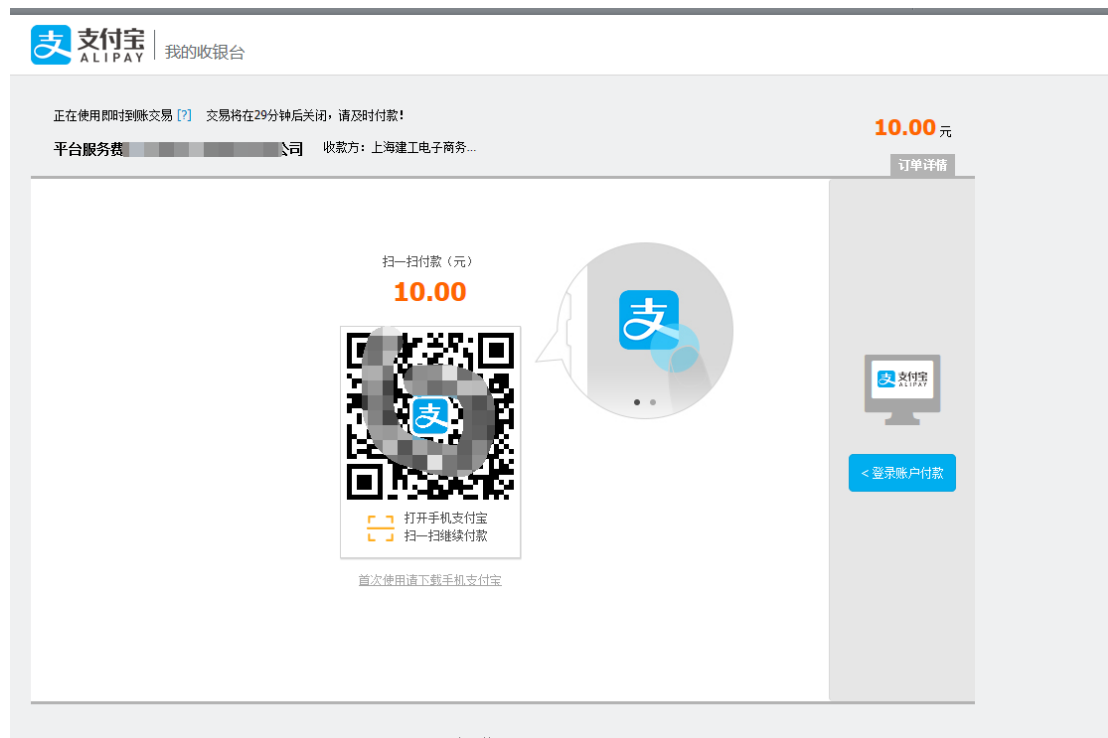 支付宝 ALIPAY 我的收银台
正在使用即时到账交易 [?] 交易将在29分钟后关闭，请及时付款！
10.00 元
平台服务费 公司 收款方：上海建工电子商务...
订单详情
扫一扫付款（元）
10.00
支
支
支付宝
ALIPAY
<登录账户付款
打开手机支付宝
扫一扫继续付款
首次使用请下载手机支付宝